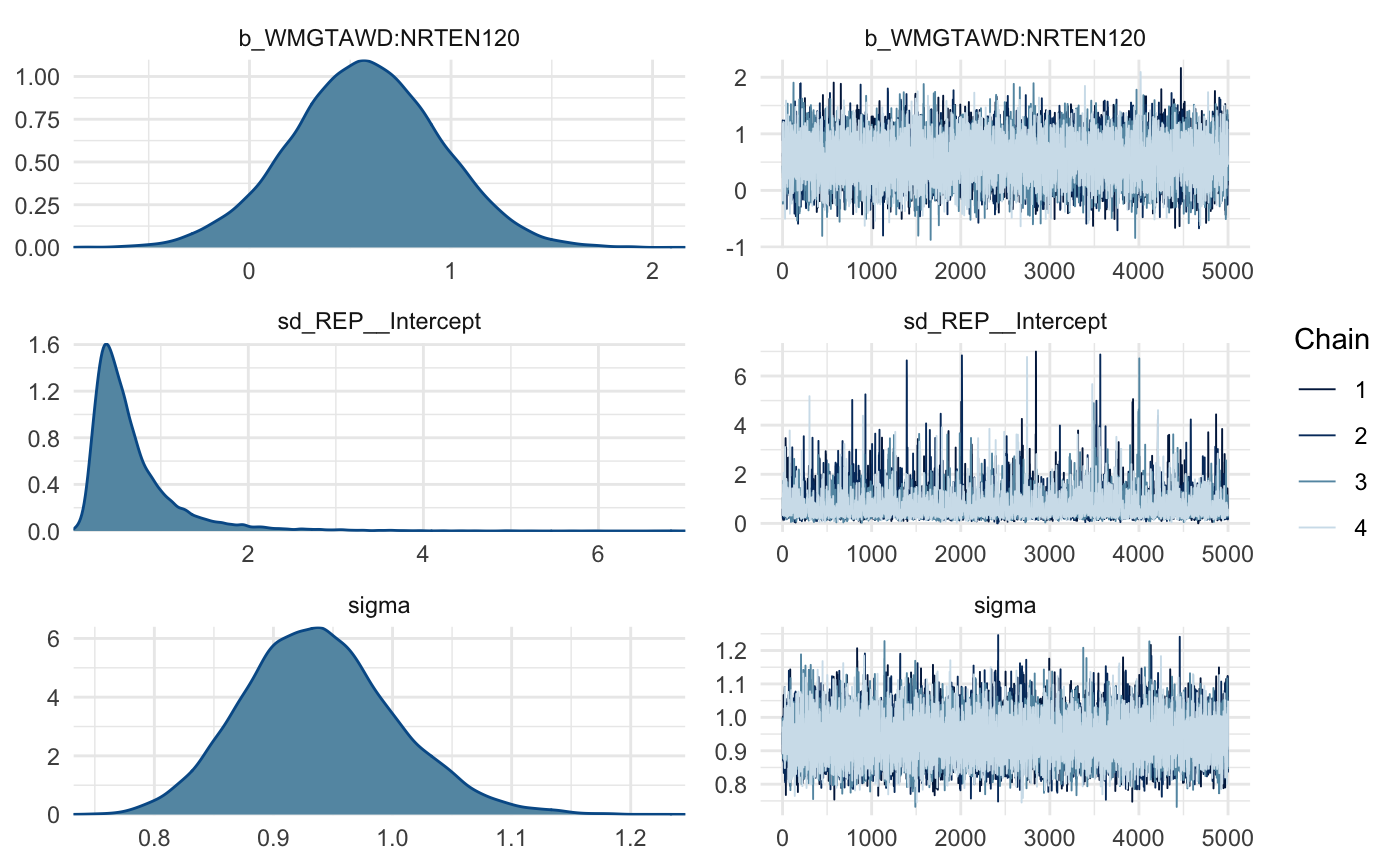 b_WMGTAWD:NRTEN120
1.00
0.75
0.50
0.25
0.00
0 1 2
b_WMGTAWD:NRTEN120
2
1
0
-1
0 1000 2000 3000 4000 5000
sd_REP__Intercept
1.6
1.2
0.8
0.4
0.0
2 4 6
sd_REP__Intercept
6
4
2
0
0 1000 2000 3000 4000 5000
sigma
6
4
2
0
0.8 0.9 1.0 1.1 1.2
sigma
1.2
1.1
1.0
0.9
0.8
0 1000 2000 3000 4000 5000
Chain
1
2
3
4